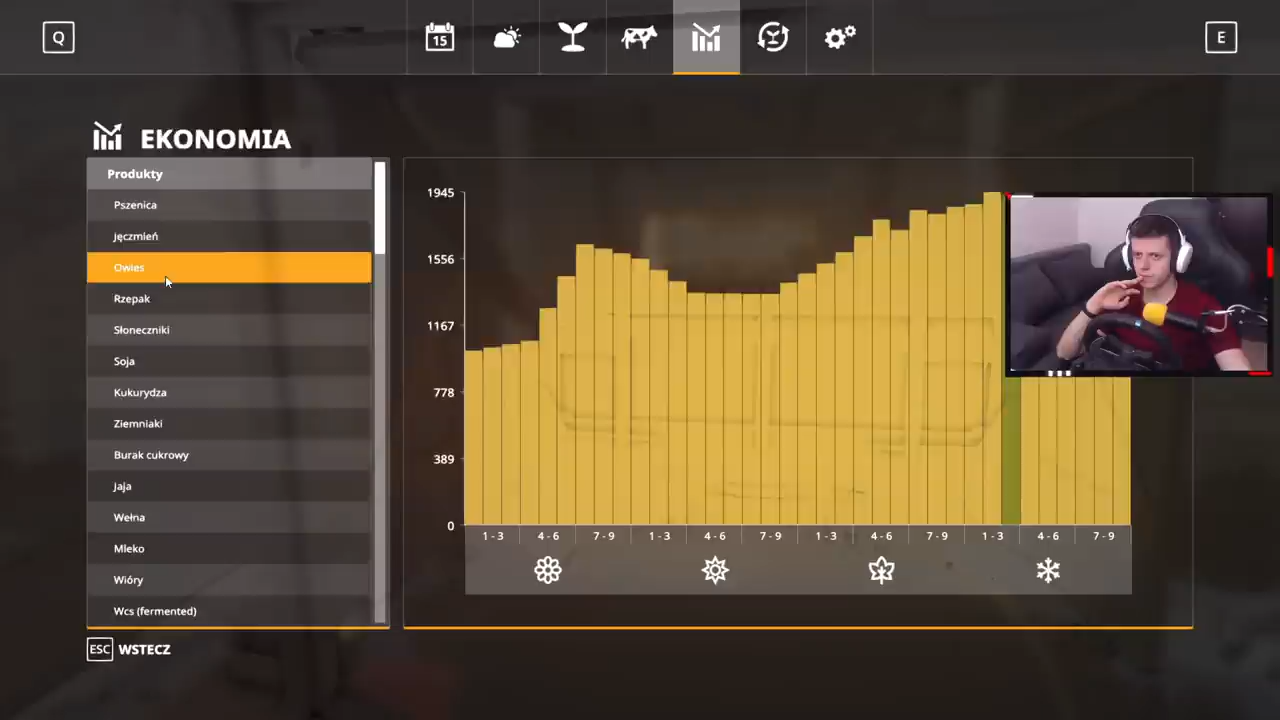 Q
15
E
EKONOMIA
Produkty
Pszenica
Jęczmień
Owies
Rzepak
Słoneczniki
Soja
Kukurydza
Ziemniaki
Burak cukrowy
Jaja
Wełna
Mleko
Wióry
Wcs (fermented)
1945
1556
1167
778
389
0
1 - 3 4 - 6 7 - 9 1 - 3 4 - 6 7 - 9 1 - 3 4 - 6 7 - 9 1 - 3 4 - 6 7 - 9
ESC WSTECZ